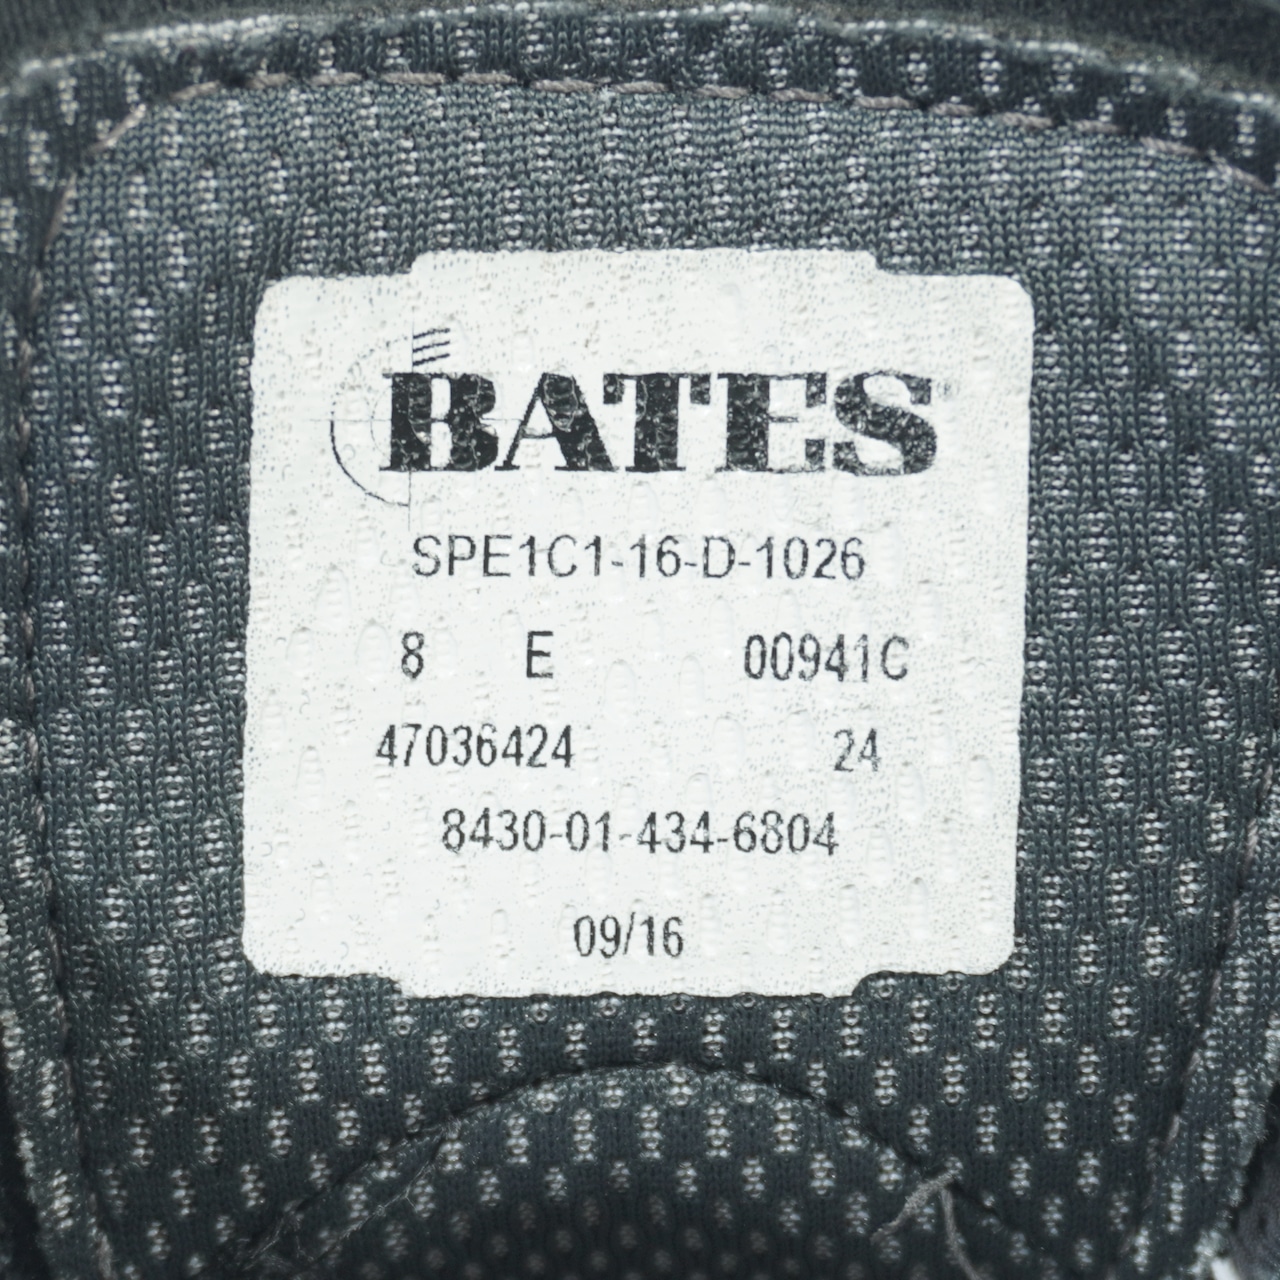 BATES
SPE1C1-16-D-1026
8 E 00941C
47036424 24
8430-01-434-6804
09/16